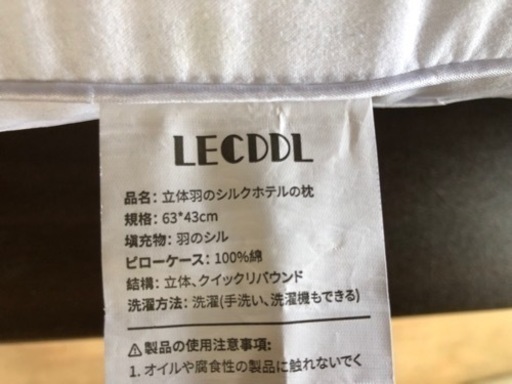 LECDDL
品名：立体羽のシルクホテルの枕
規格：63*43cm
填充物：羽のシル
ピローケース：100%綿
結構：立体、クイックリバウンド
洗濯方法：洗濯(手洗い、洗濯機もできる)
⚠製品の使用注意事項：
1. オイルや腐食性の製品に触れないでく